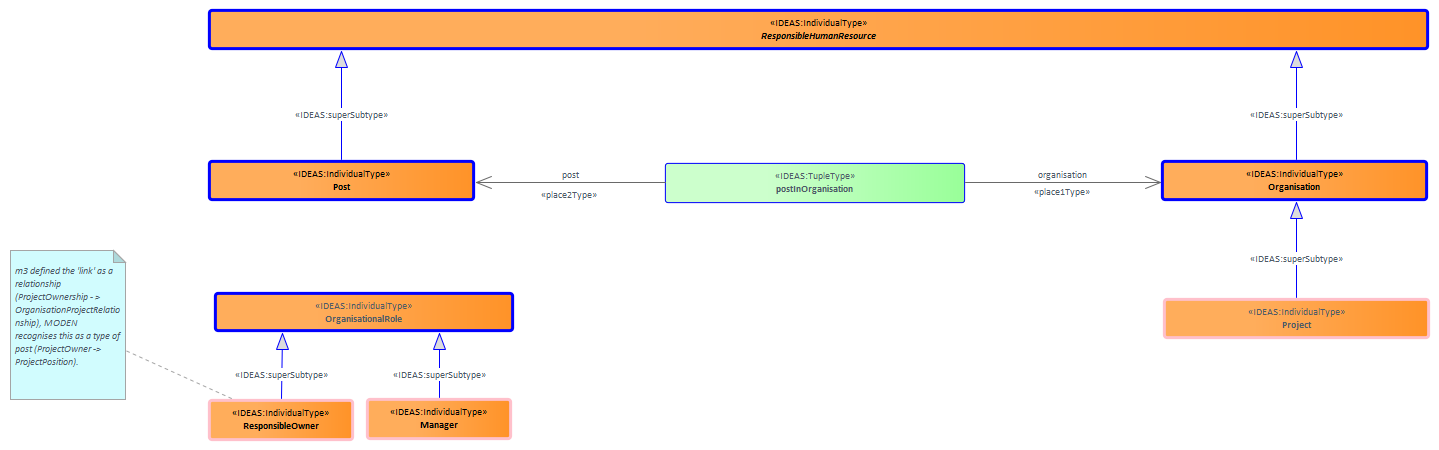 «IDEAS:IndividualType»
ResponsibleHumanResource
«IDEAS:superSubtype»
«IDEAS:superSubtype»
«IDEAS:IndividualType»
Post
post
«place2Type»
«IDEAS:TupleType»
postInOrganisation
organisation
«place1Type»
«IDEAS:IndividualType»
Organisation
«IDEAS:superSubtype»
m3 defined the 'link' as a
relationship
(ProjectOwnership - >
OrganisationProjectRelatio
nship), MODEN
recognises this as a type of
post (ProjectOwner ->
ProjectPosition).
«IDEAS:IndividualType»
OrganisationalRole
«IDEAS:IndividualType»
Project
«IDEAS:superSubtype»
«IDEAS:superSubtype»
«IDEAS:IndividualType»
ResponsibleOwner
«IDEAS:IndividualType»
Manager